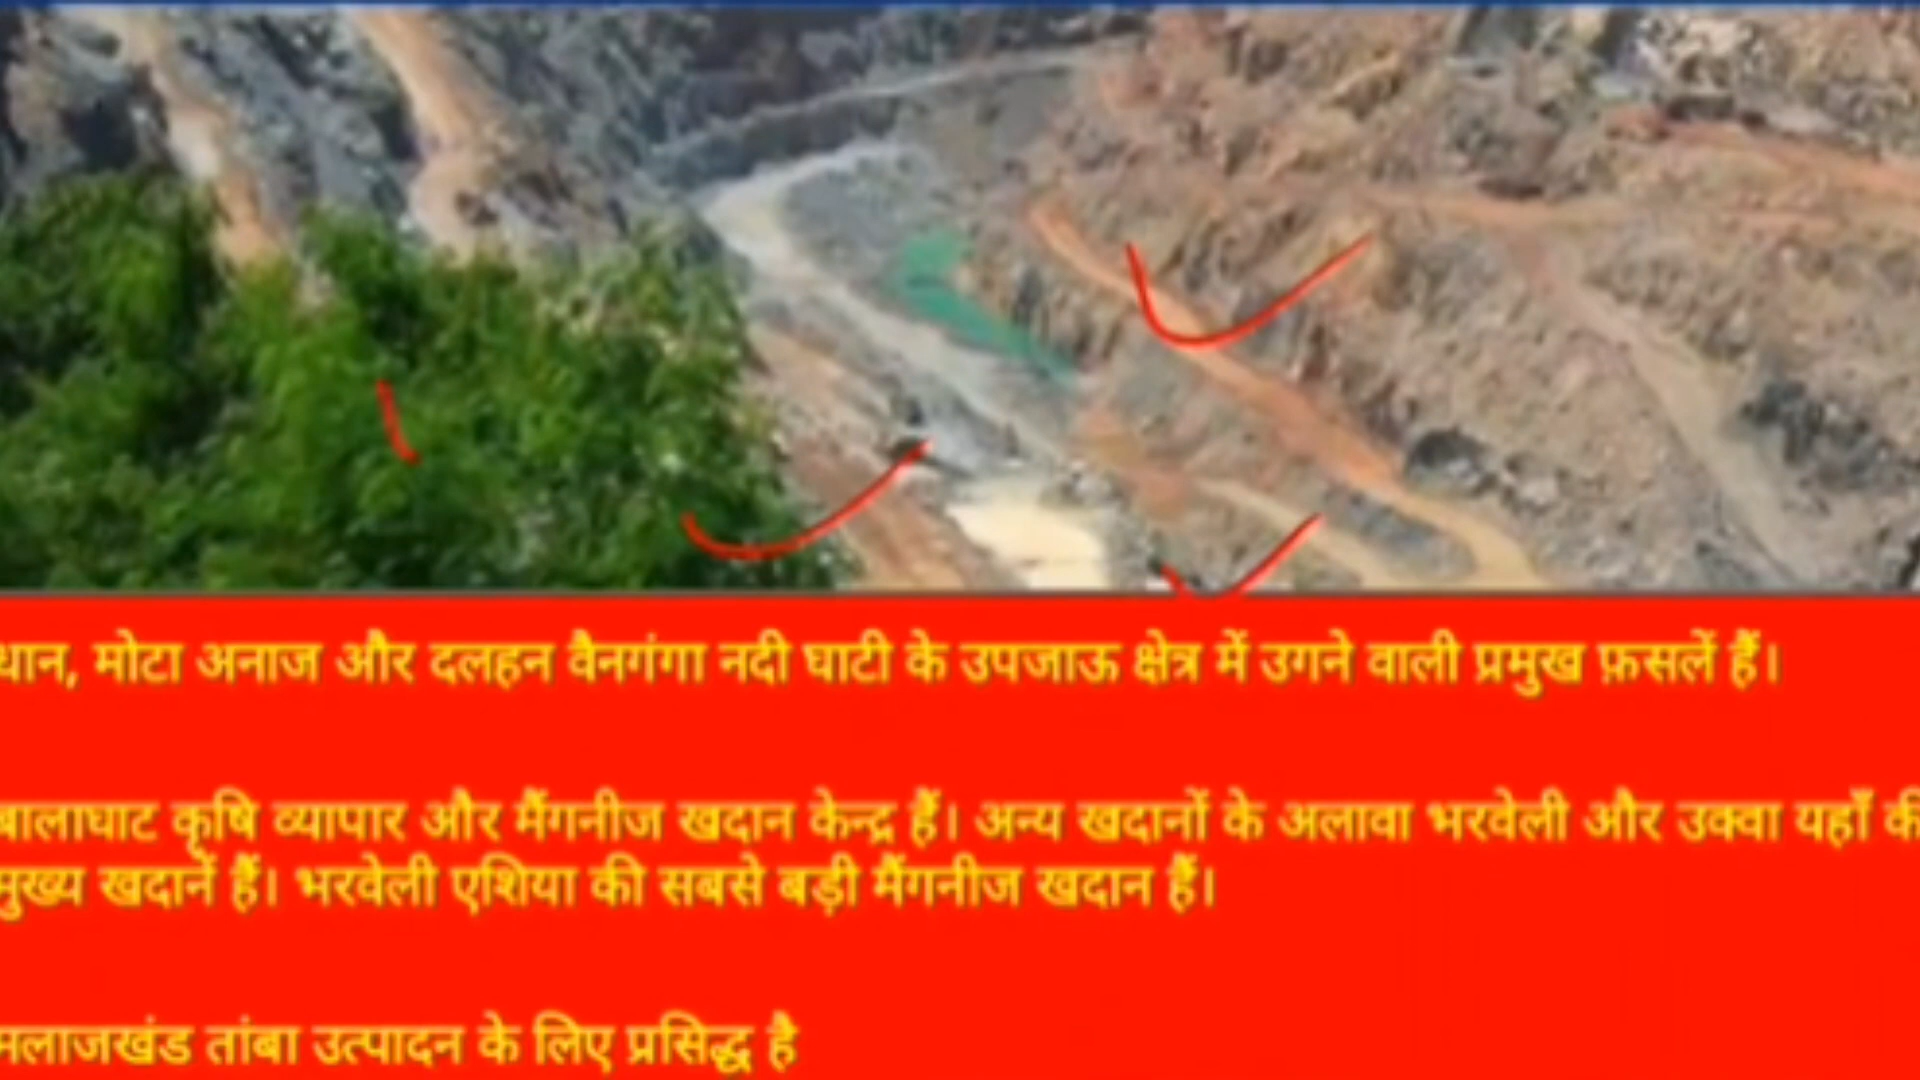 धान, मोटा अनाज और दलहन वैनगंगा नदी घाटी के उपजाऊ क्षेत्र में उगने वाली प्रमुख फ़सलें हैं।
बालाघाट कृषि व्यापार और मैंगनीज खदान केन्द्र हैं। अन्य खदानों के अलावा भरवेली और उक्वा यहाँ की
मुख्य खदानें हैं। भरवेली एशिया की सबसे बड़ी मैंगनीज खदान हैं।
मलाजखंड तांबा उत्पादन के लिए प्रसिद्ध है